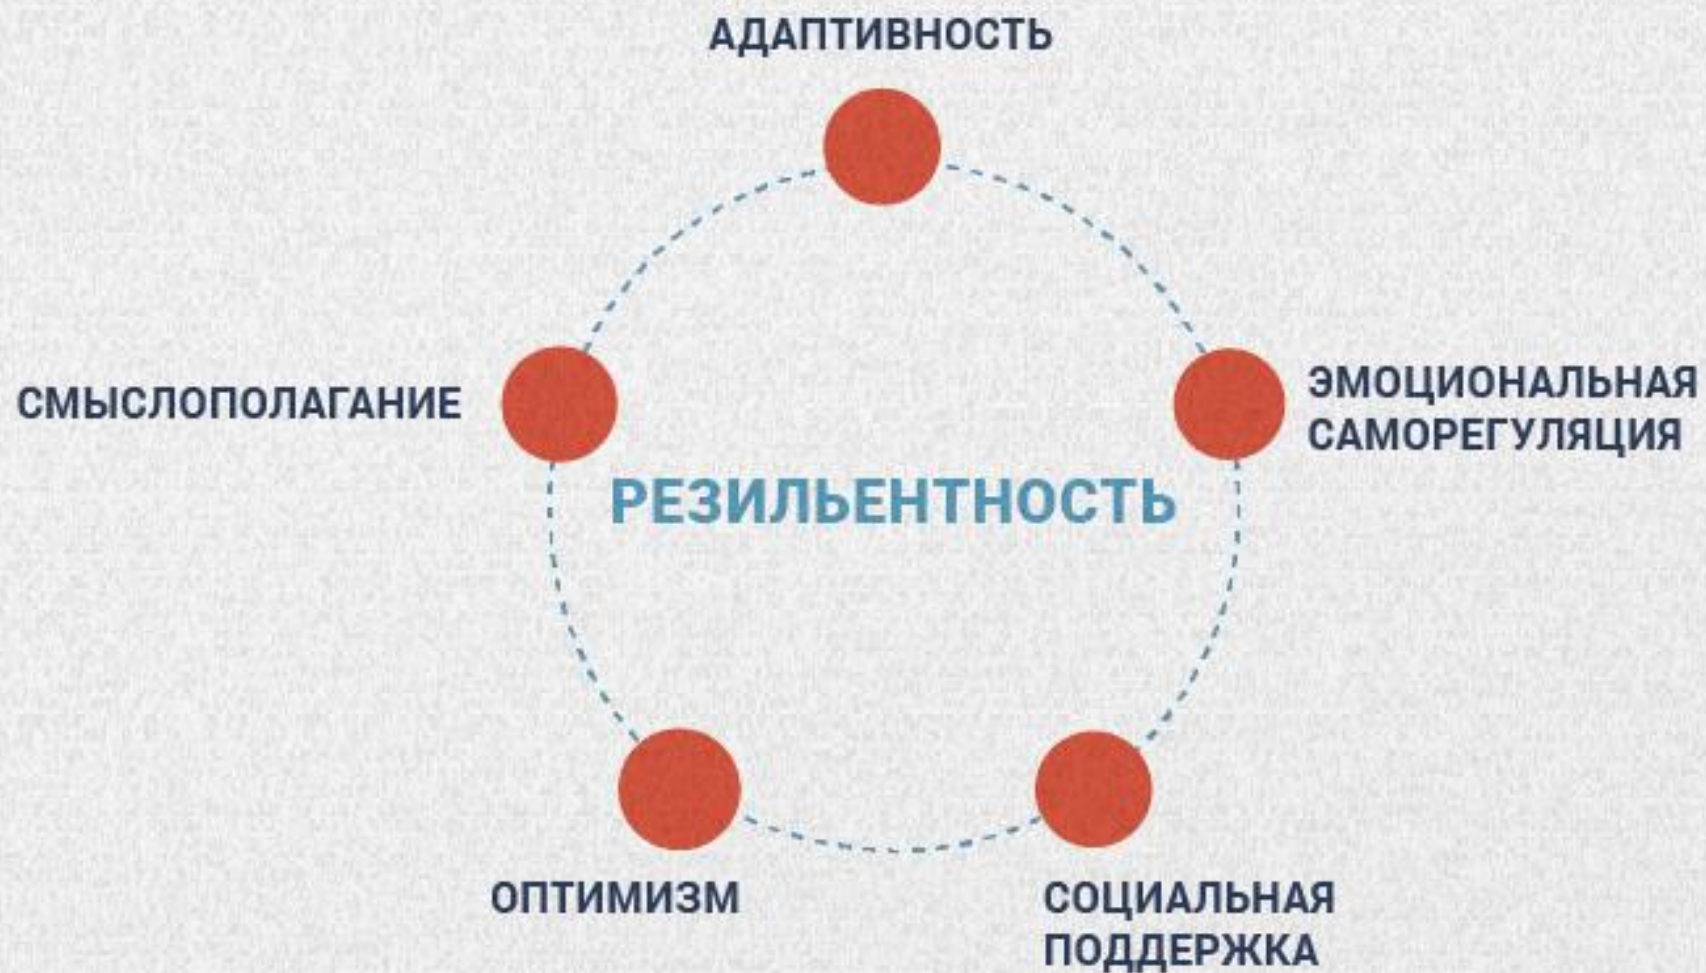 АДАПТИВНОСТЬ
СМЫСЛОПОЛАГАНИЕ
ЭМОЦИОНАЛЬНАЯ
САМОРЕГУЛЯЦИЯ
РЕЗИЛЬЕНТНОСТЬ
ОПТИМИЗМ
СОЦИАЛЬНАЯ
ПОДДЕРЖКА